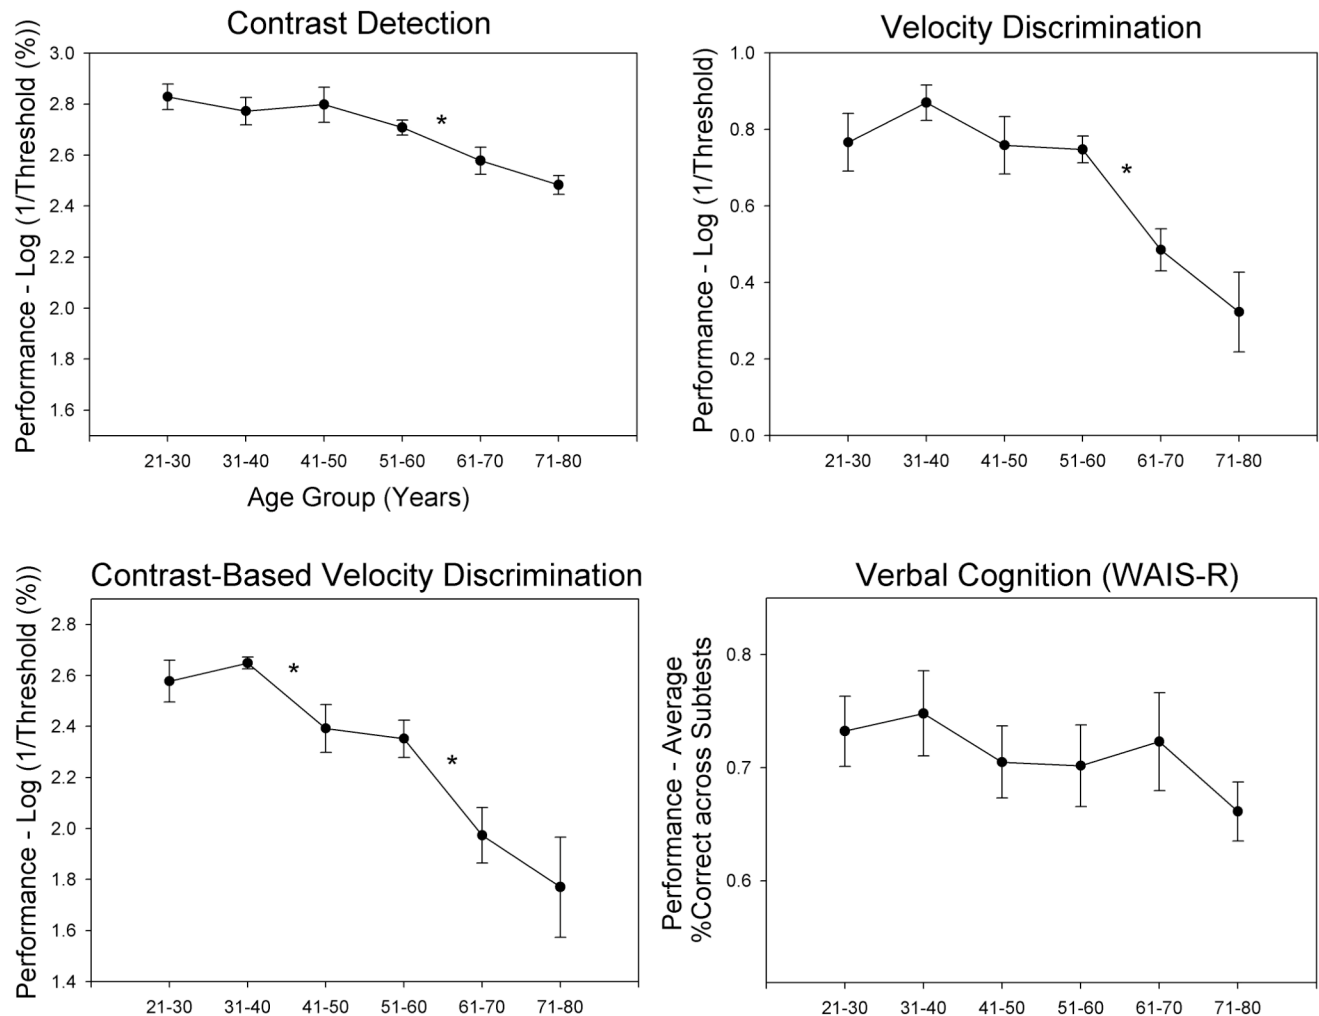 Contrast Detection
Performance - Log (1/Threshold (%))
3.0
2.8
2.6
2.4
2.2
2.0
1.8
1.6
*
21-30 31-40 41-50 51-60 61-70 71-80
Age Group (Years)
Velocity Discrimination
Performance - Log (1/Threshold)
1.0
0.8
0.6
0.4
0.2
0.0
*
21-30 31-40 41-50 51-60 61-70 71-80
Contrast-Based Velocity Discrimination
Performance - Log (1/Threshold (%))
2.8
2.6
2.4
2.2
2.0
1.8
1.6
1.4
*
*
21-30 31-40 41-50 51-60 61-70 71-80
Verbal Cognition (WAIS-R)
Performance - Average
%Correct across Subtests
0.8
0.7
0.6
21-30 31-40 41-50 51-60 61-70 71-80